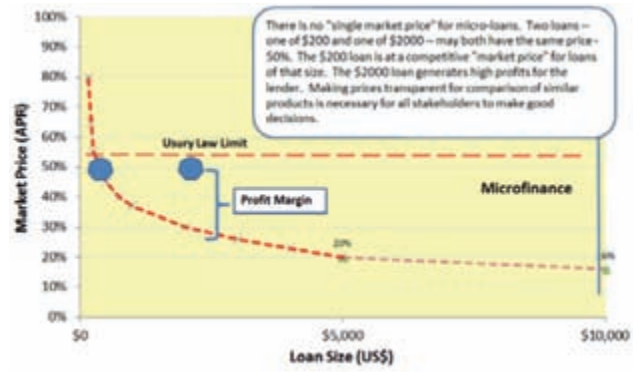 100%
90%
80%
70%
60%
50%
40%
30%
20%
10%
0%
Market Price (APR)
There is no "single market price" for micro-loans. Two loans --
one of $200 and one of $2000 -- may both have the same price -
50%. The $200 loan is at a competitive "market price" for loans
of that size. The $2000 loan generates high profits for the
lender. Making prices transparent for comparison of similar
products is necessary for all stakeholders to make good
decisions.
Usury Law Limit
Profit Margin
Microfinance
20%
$0
$5,000
$10,000
Loan Size (US$)